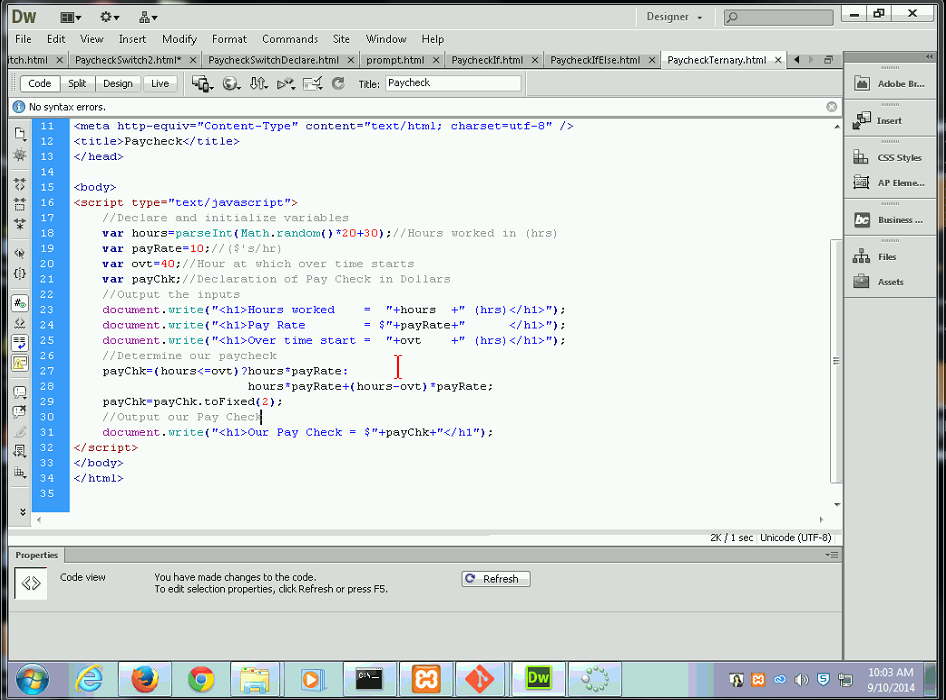 Dw
Designer
File Edit View Insert Modify Format Commands Site Window Help
itch.html PaycheckSwitch2.html* PaycheckSwitchDeclare.html prompt.html PaycheckIf.html PaycheckIfElse.html PaycheckTernary.html
Code Split Design Live Title: Paycheck
No syntax errors.
11 <meta http-equiv="Content-Type" content="text/html; charset=utf-8" />
12 <title>Paycheck</title>
13 </head>
14
15 <body>
16 <script type="text/javascript">
17 //Declare and initialize variables
18 var hours=parseInt(Math.random()*20+30);//Hours worked in (hrs)
19 var payRate=10;//($'s/hr)
20 var ovt=40;//Hour at which over time starts
21 var payChk;//Declaration of Pay Check in Dollars
22 //Output the inputs
23 document.write("<h1>Hours worked    =  "+hours  +" (hrs)</h1>");
24 document.write("<h1>Pay Rate        = $"+payRate+"      </h1>");
25 document.write("<h1>Over time start =  "+ovt    +" (hrs)</h1>");
26 //Determine our paycheck
27 payChk=(hours<=ovt)?hours*payRate:
28 hours*payRate+(hours-ovt)*payRate;
29 payChk=payChk.toFixed(2);
30 //Output our Pay Check
31 document.write("<h1>Our Pay Check = $"+payChk+"</h1");
32 </script>
33 </body>
34 </html>
35
2K / 1 sec Unicode (UTF-8)
Adobe Br...
Insert
CSS Styles
AP Eleme...
bc Business ...
Files
Assets
Properties
Code view
You have made changes to the code.
To edit selection properties, click Refresh or press F5.
Refresh
C:\_
Dw
10:03 AM
9/10/2014